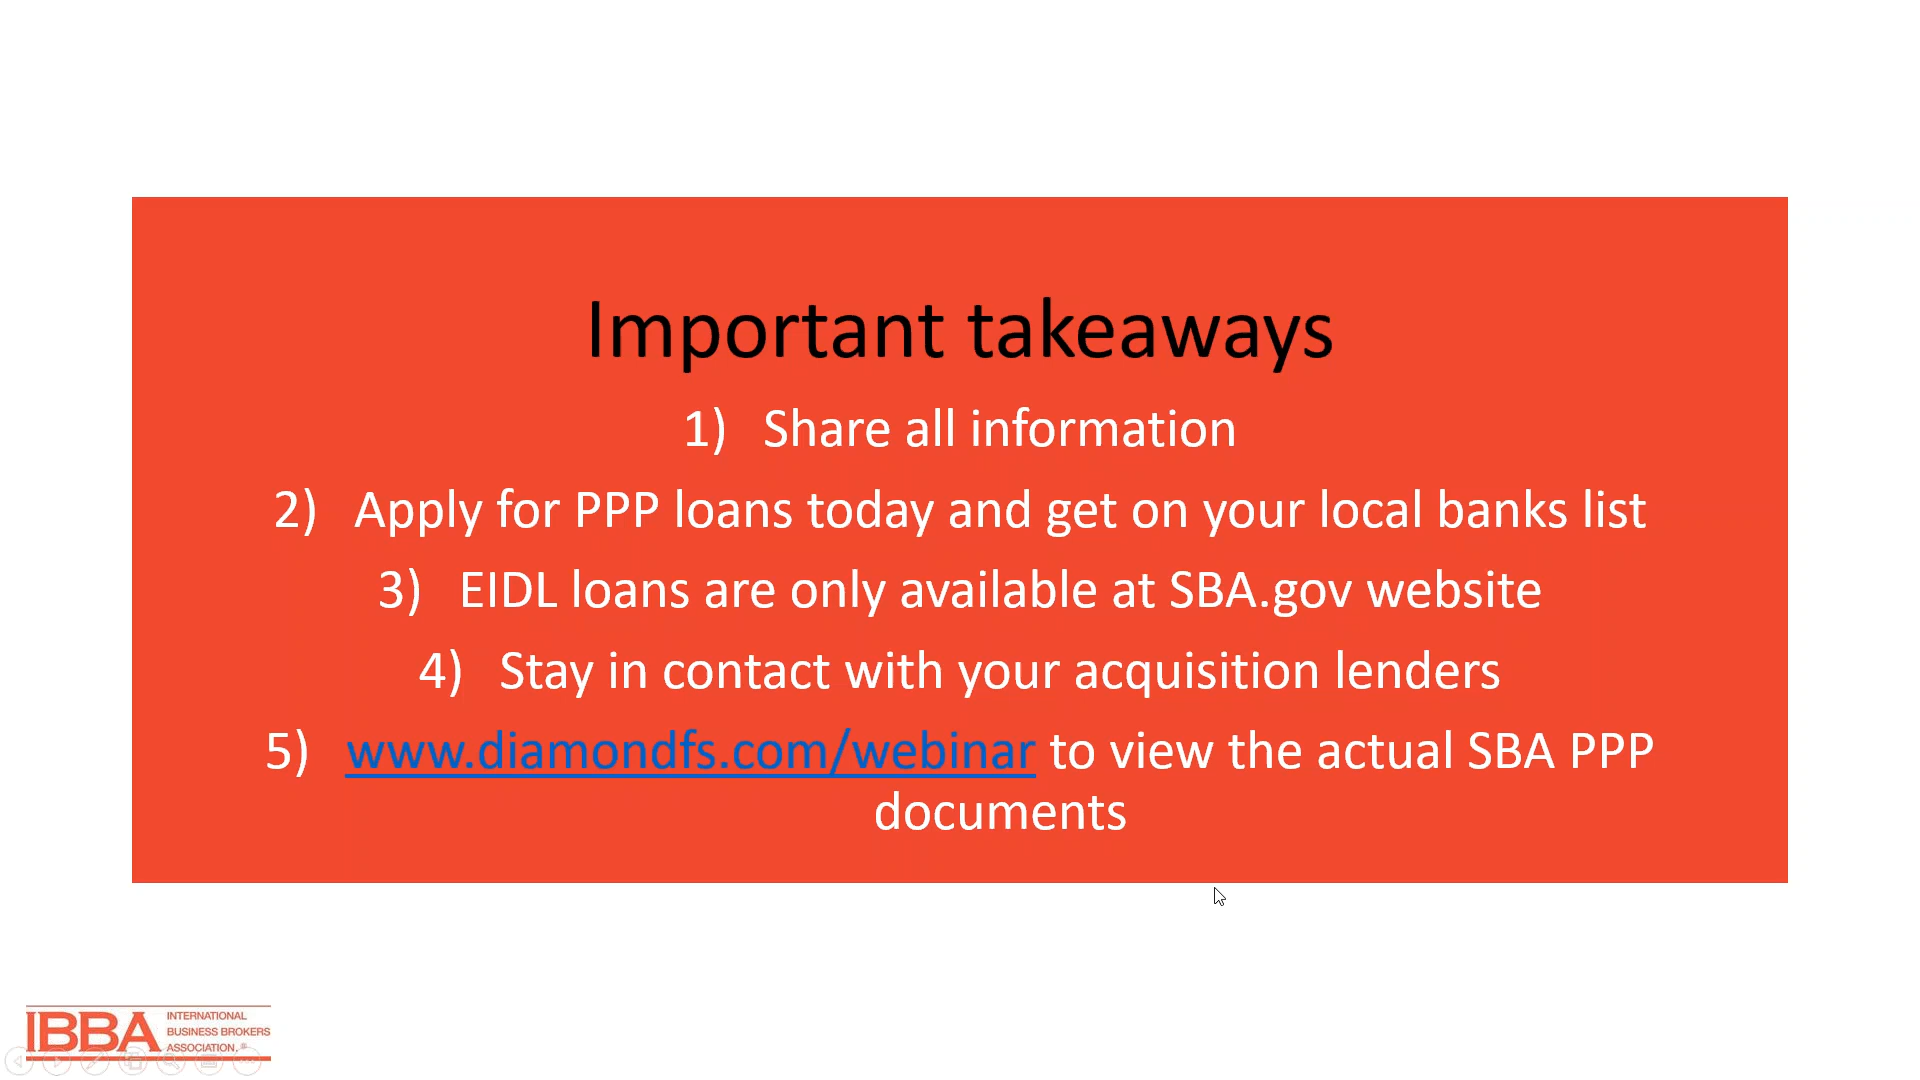 Important takeaways
1) Share all information
2) Apply for PPP loans today and get on your local banks list
3) EIDL loans are only available at SBA.gov website
4) Stay in contact with your acquisition lenders
5) www.diamondfs.com/webinar to view the actual SBA PPP
documents
IBBA
INTERNATIONAL
BUSINESS BROKERS
ASSOCIATION.®